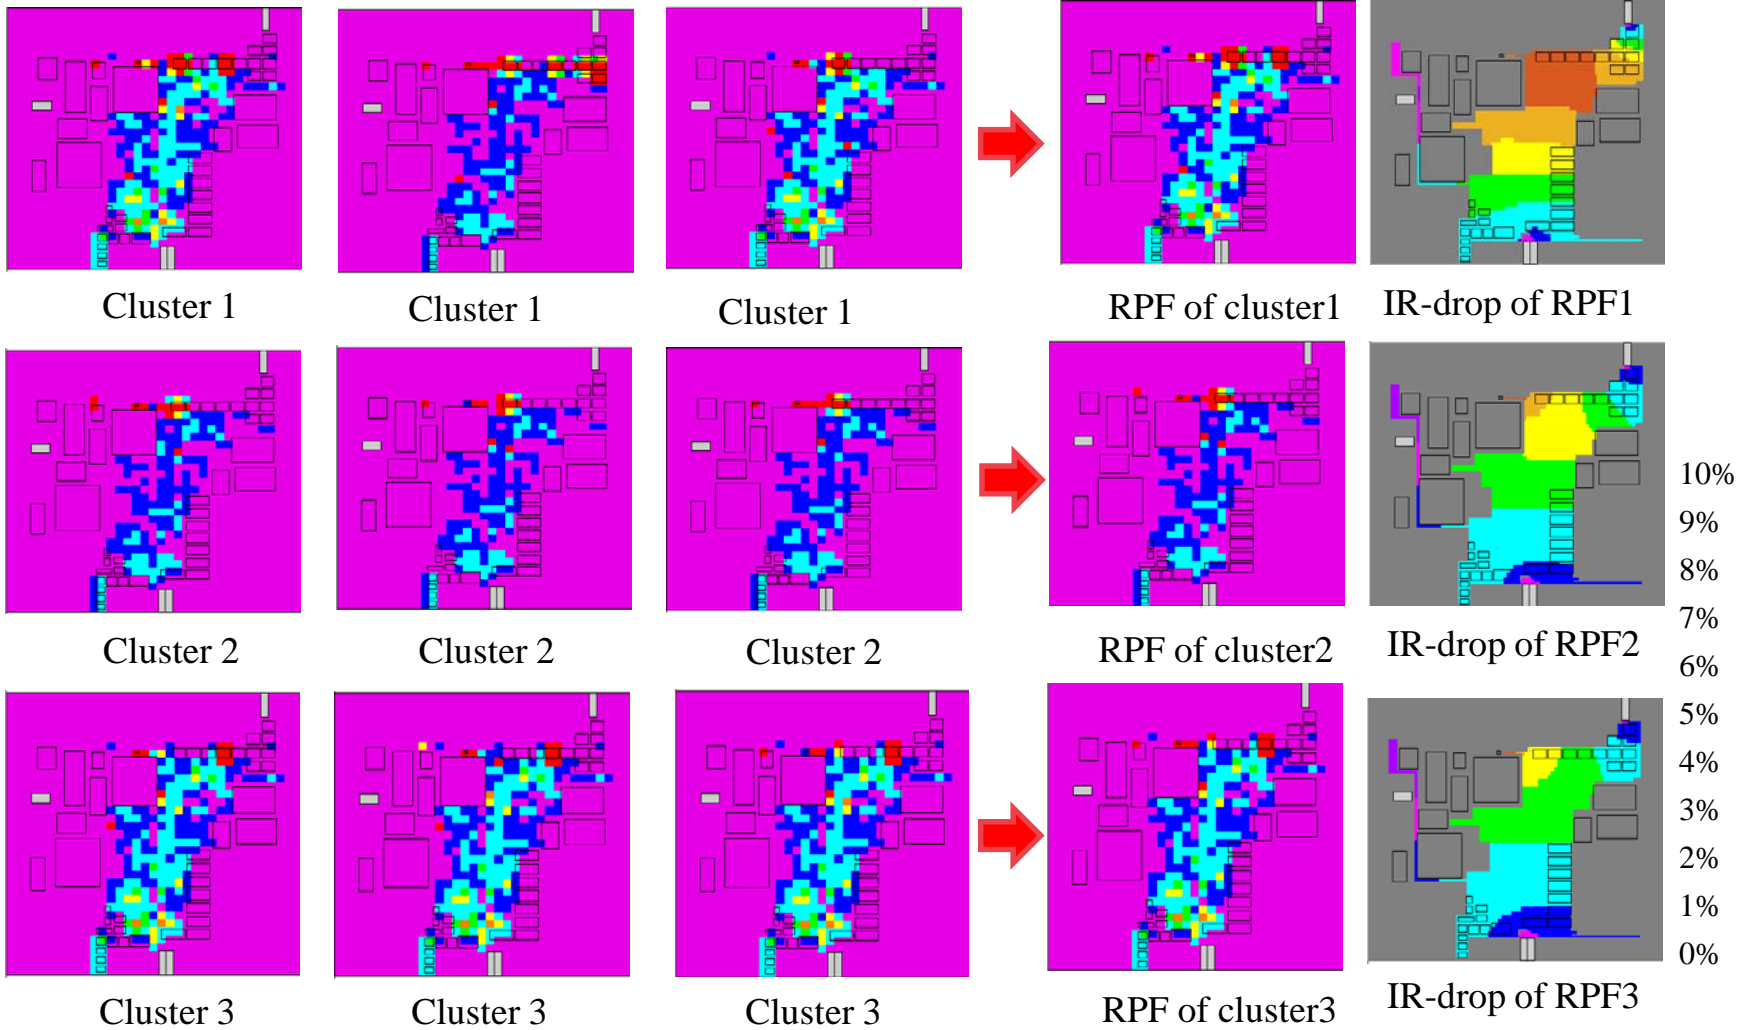 Cluster 1
Cluster 1
Cluster 1
RPF of cluster1
IR-drop of RPF1
Cluster 2
Cluster 2
Cluster 2
RPF of cluster2
IR-drop of RPF2
Cluster 3
Cluster 3
Cluster 3
RPF of cluster3
IR-drop of RPF3
10%
9%
8%
7%
6%
5%
4%
3%
2%
1%
0%